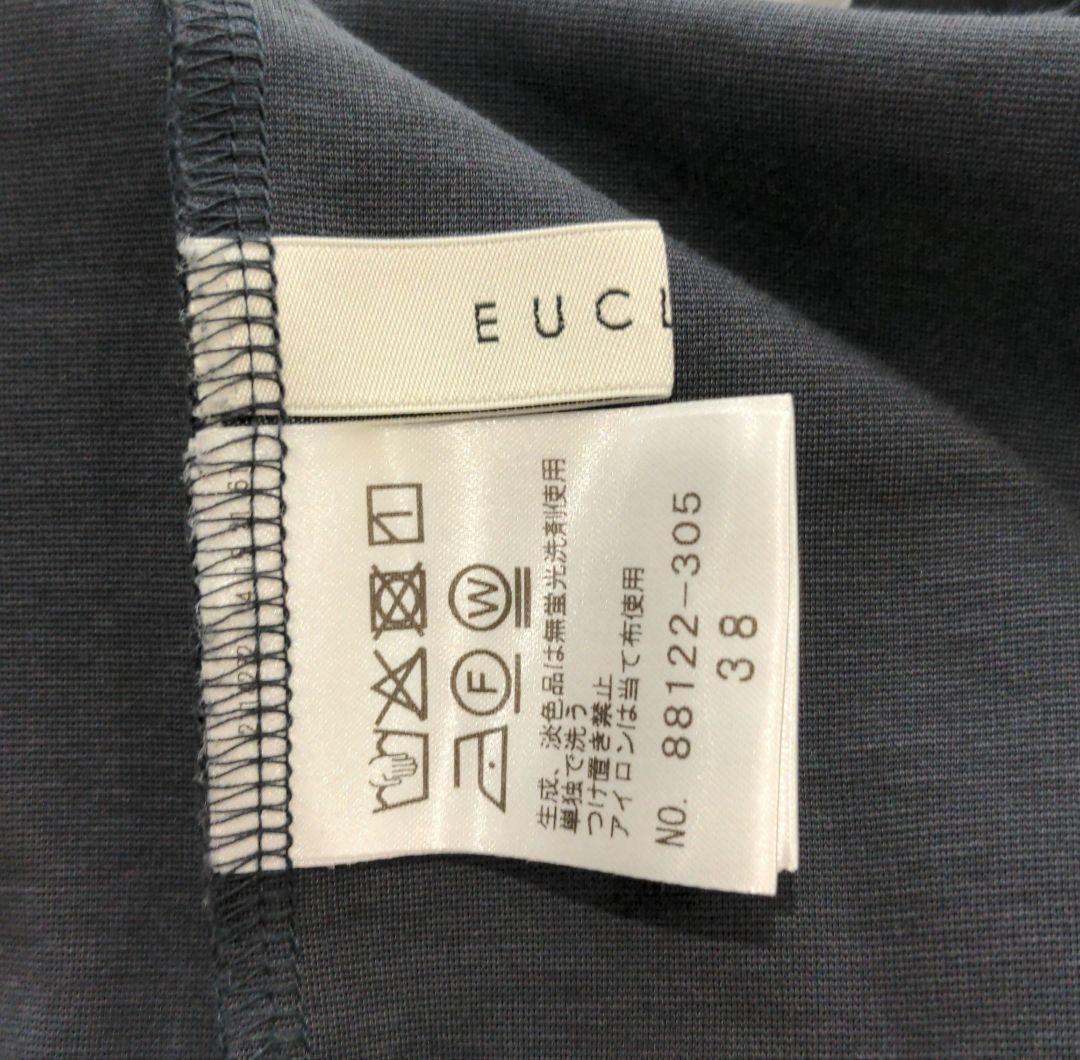 EUCL
F W
生成、淡色品は無蛍光洗剤使用
単独で洗う
つけ置き禁止
アイロンは当て布使用
NO. 88122-305
38